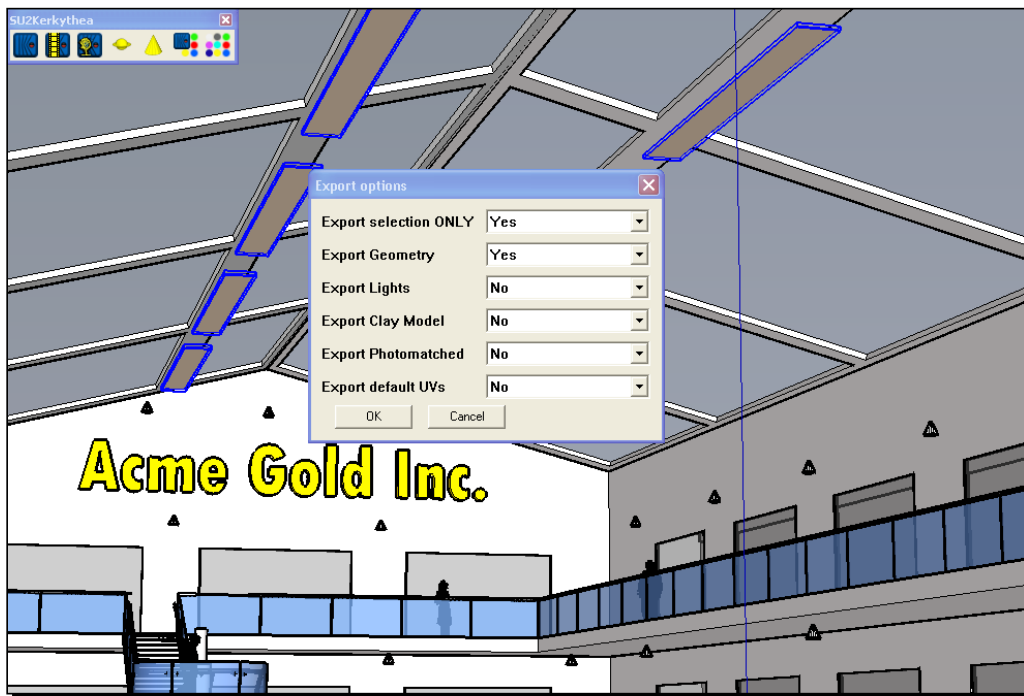 SU2Kerkythea
Export options
Export selection ONLY Yes
Export Geometry Yes
Export Lights No
Export Clay Model No
Export Photomatched No
Export default UVs No
OK Cancel
Acme Gold Inc.